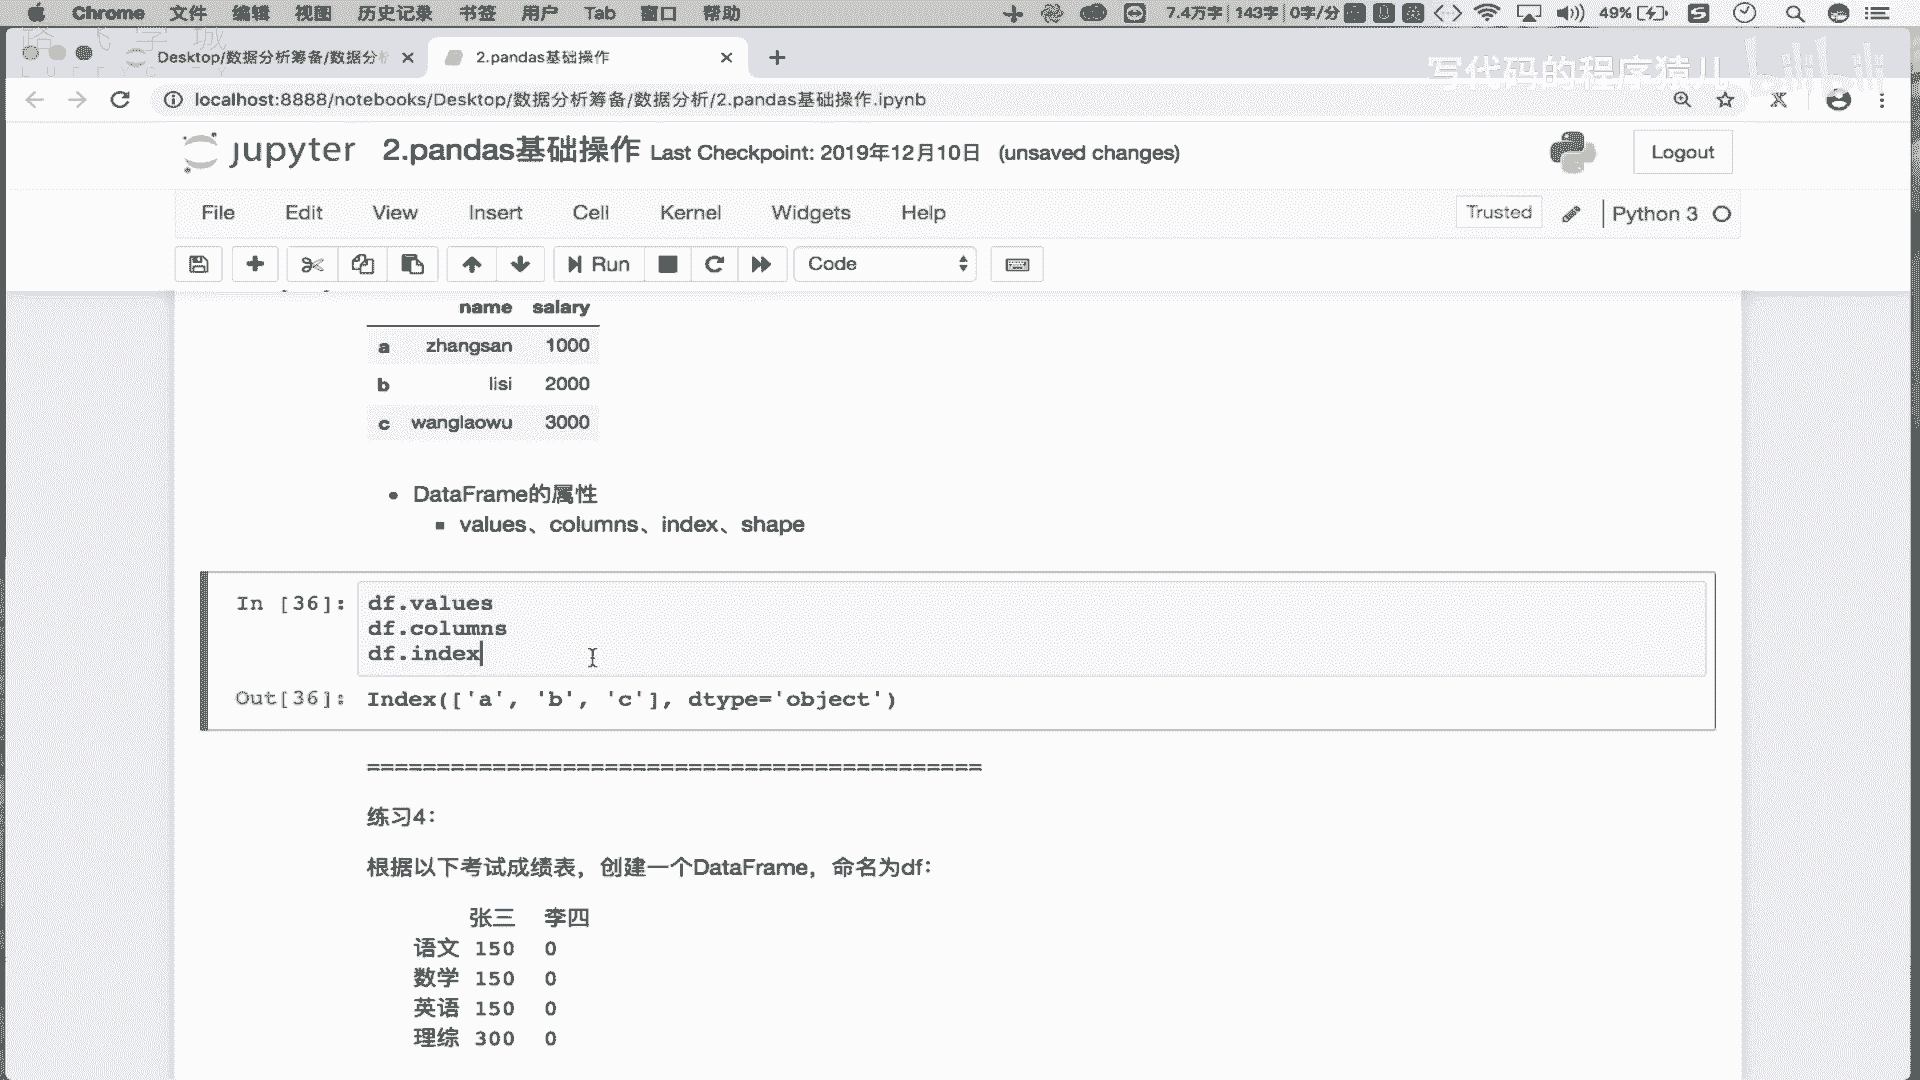 Chrome 文件 编辑 视图 历史记录 书签 用户 Tab 窗口 帮助 7.4万字 143字 0字/分 49%
Desktop/数据分析筹备/数据分析
2.pandas基础操作
写代码的程序猿儿 bilibili
localhost:8888/notebooks/Desktop/数据分析筹备/数据分析/2.pandas基础操作.ipynb
jupyter 2.pandas基础操作 Last Checkpoint: 2019年12月10日 (unsaved changes)
Logout
File Edit View Insert Cell Kernel Widgets Help
Trusted Python 3
Run Code
name salary
a zhangsan 1000
b lisi 2000
c wanglaowu 3000
DataFrame的属性
values、columns、index、shape
In [36]: df.values
df.columns
df.index
Out[36]: Index(['a', 'b', 'c'], dtype='object')
============================================
练习4：
根据以下考试成绩表，创建一个DataFrame，命名为df：
张三 李四
语文 150 0
数学 150 0
英语 150 0
理综 300 0